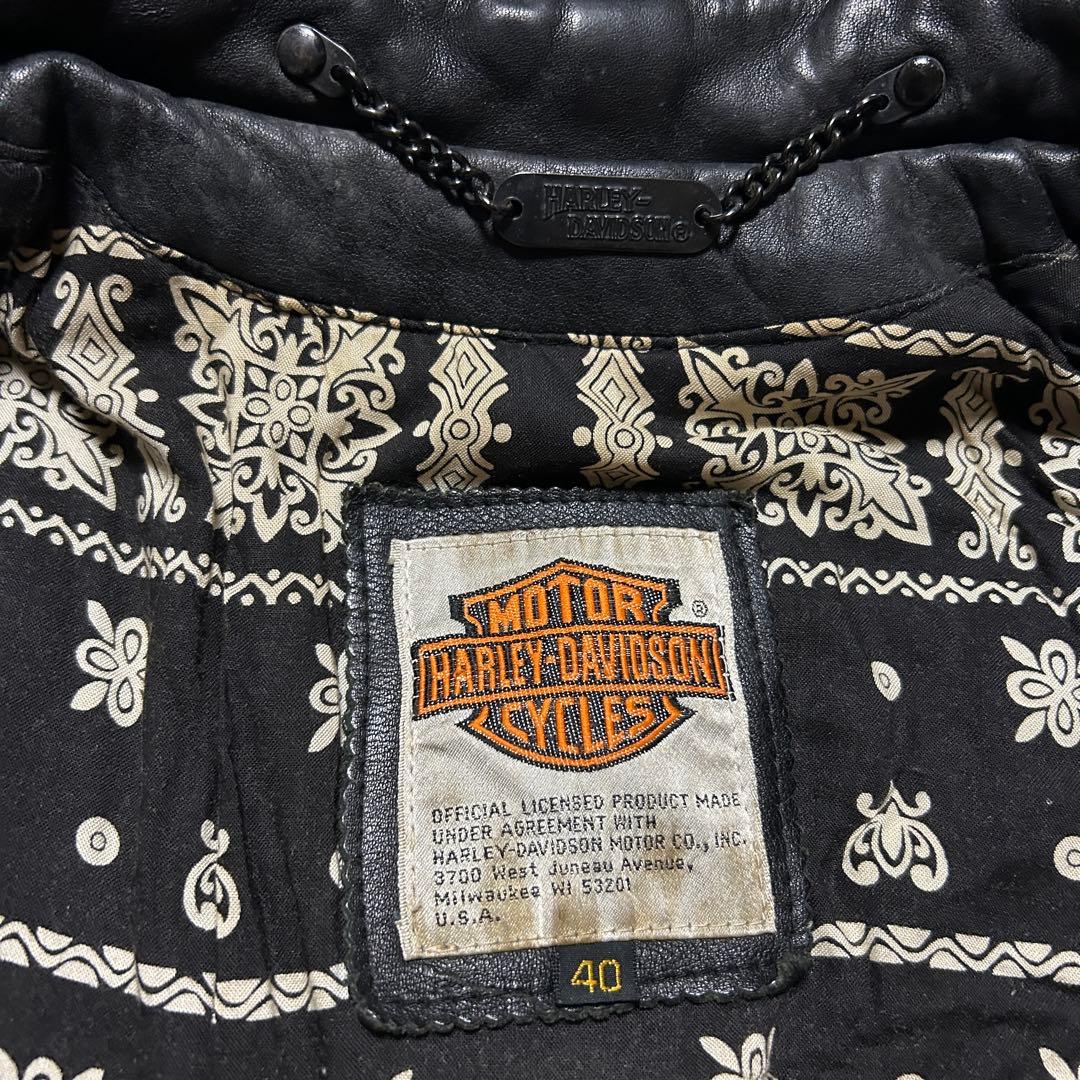 HARLEY-
DAVIDSON®
MOTOR
®
HARLEY-DAVIDSON
CYCLES
OFFICIAL LICENSED PRODUCT MADE
UNDER AGREEMENT WITH
HARLEY-DAVIDSON MOTOR CO., INC.
3700 West Juneau Avenue,
Milwaukee WI 53201
U.S.A.
40